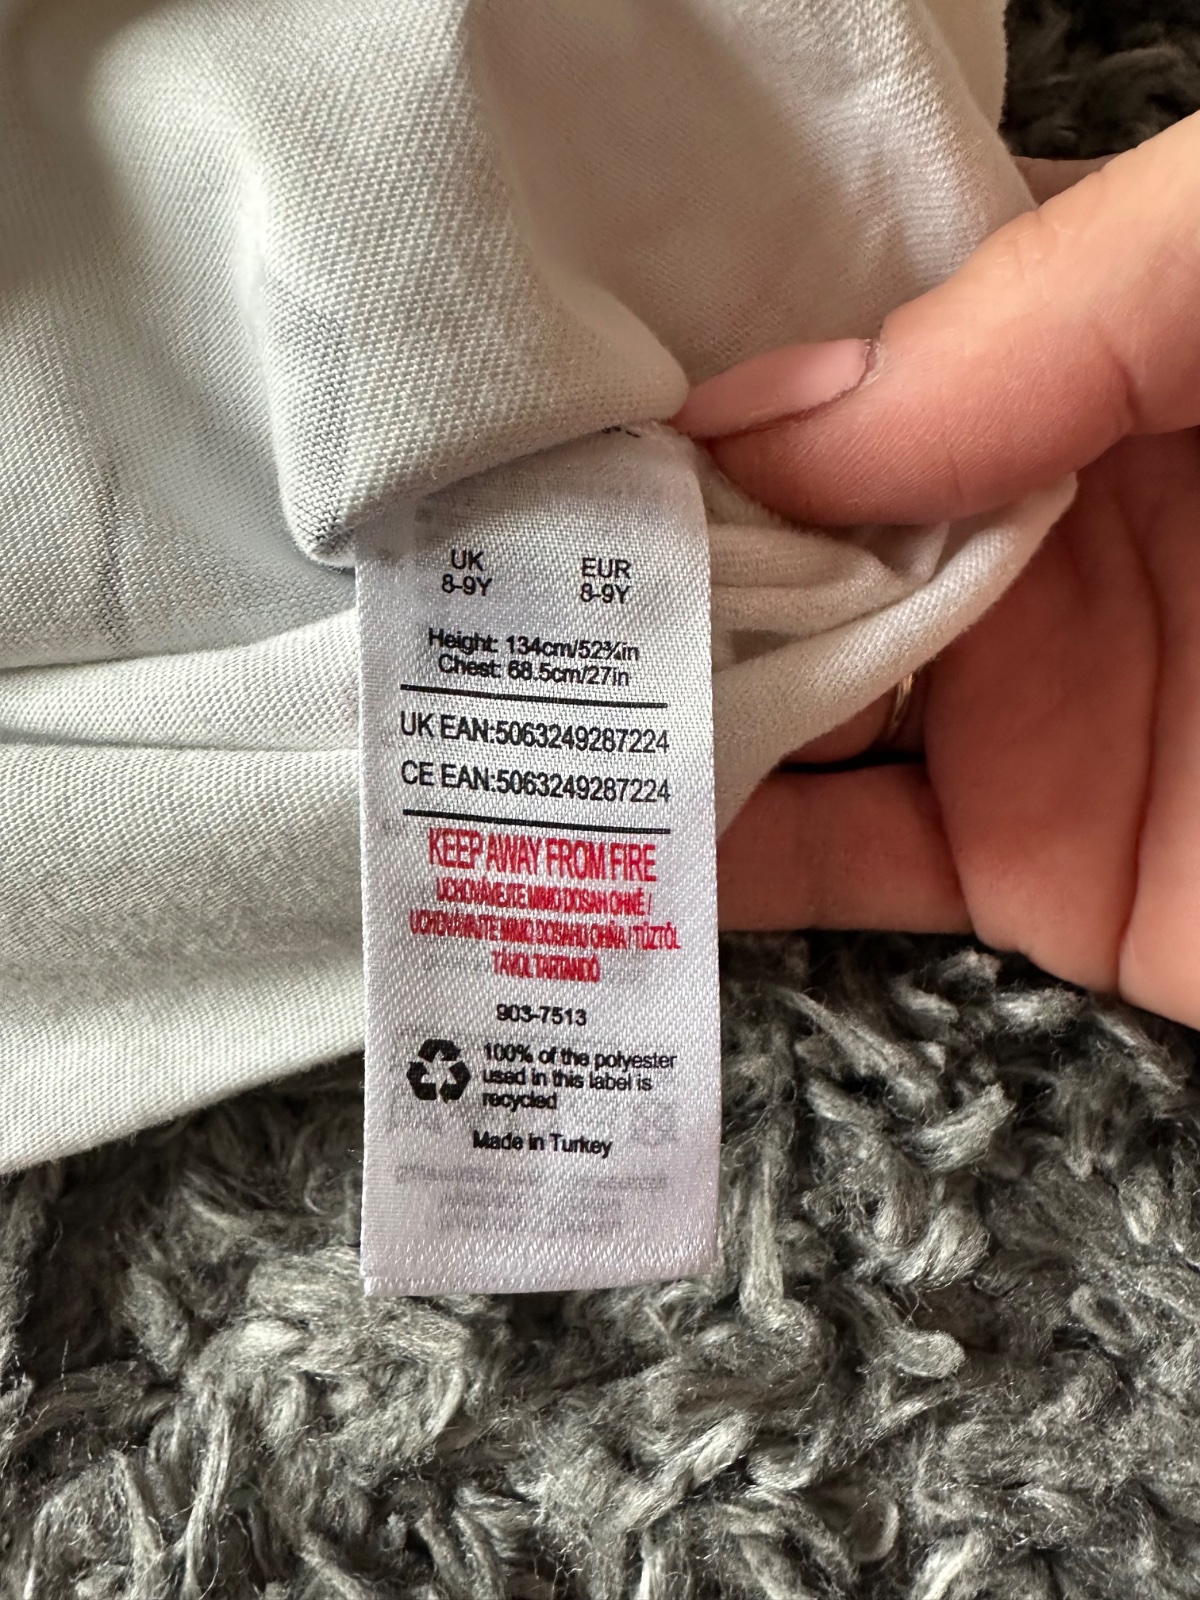 UK EUR
8-9Y 8-9Y
Height: 134cm/52¾in
Chest: 68.5cm/27in
UK EAN:5063249287224
CE EAN:5063249287224
KEEP AWAY FROM FIRE
UCHOVÁVEJTE MIMO DOSAH OHNĚ /
UCHOVÁVAJTE MIMO DOSAHU OHŇA / TŰZTŐL
TÁVOL TARTANDÓ
903-7513
100% of the polyester
used in this label is
recycled
Made in Turkey